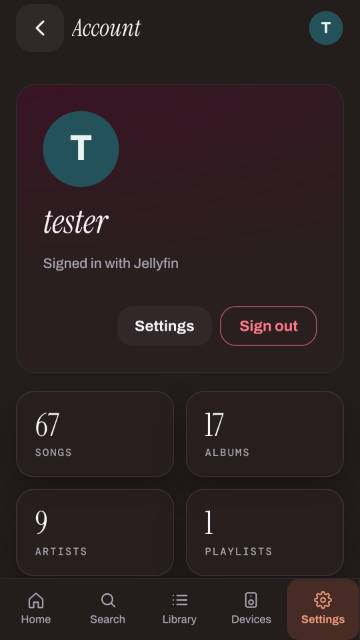 Account
T
T
tester
Signed in with Jellyfin
Settings
Sign out
67
SONGS
17
ALBUMS
9
ARTISTS
1
PLAYLISTS
Home
Search
Library
Devices
Settings